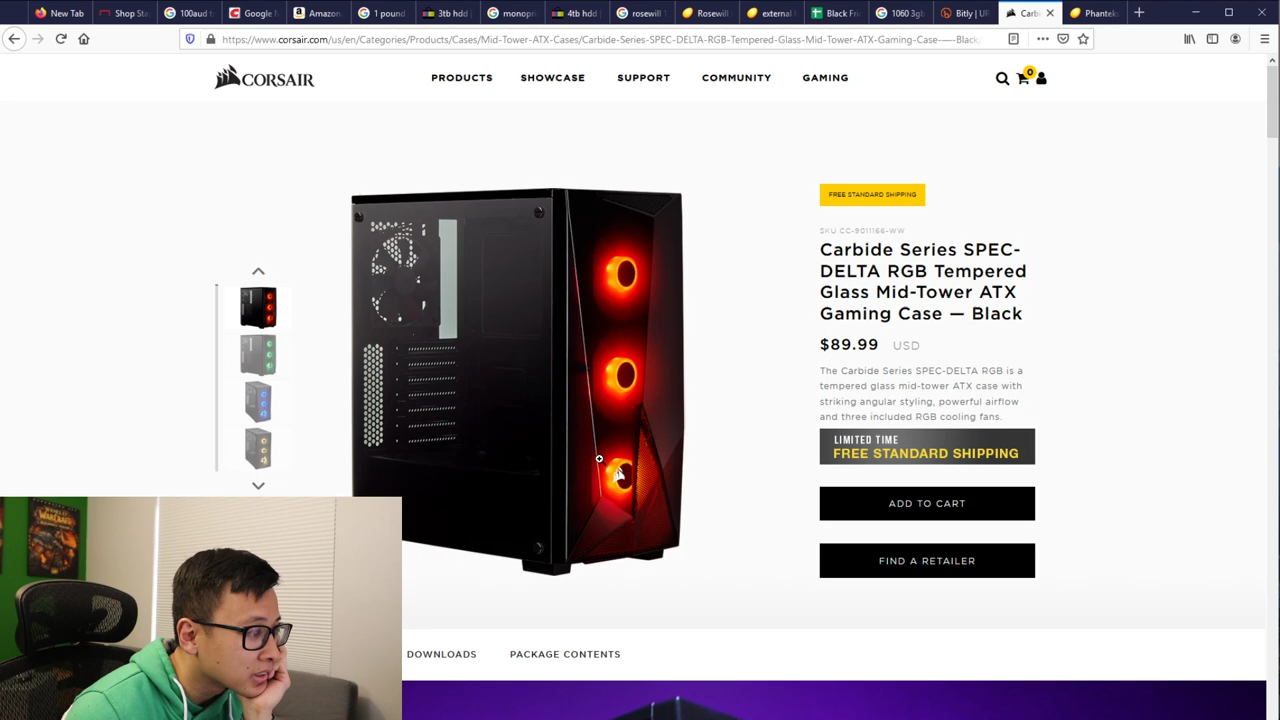 New Tab
Shop Sta
100aud t
Google N
Amazon
1 pound
3tb hdd
monopri
4tb hdd
rosewill 1
Rosewill
external
Black Fri
1060 3gb
Bitly | UR
Carbi
Phanteks
https://www.corsair.com/us/en/Categories/Products/Cases/Mid-Tower-ATX-Cases/Carbide-Series-SPEC-DELTA-RGB-Tempered-Glass-Mid-Tower-ATX-Gaming-Case-—-Black/
CORSAIR
PRODUCTS SHOWCASE SUPPORT COMMUNITY GAMING
0
FREE STANDARD SHIPPING
SKU CC-9011166-WW
Carbide Series SPEC-
DELTA RGB Tempered
Glass Mid-Tower ATX
Gaming Case — Black
$89.99 USD
The Carbide Series SPEC-DELTA RGB is a
tempered glass mid-tower ATX case with
striking angular styling, powerful airflow
and three included RGB cooling fans.
LIMITED TIME
FREE STANDARD SHIPPING
ADD TO CART
FIND A RETAILER
DOWNLOADS PACKAGE CONTENTS
WARCRAFT